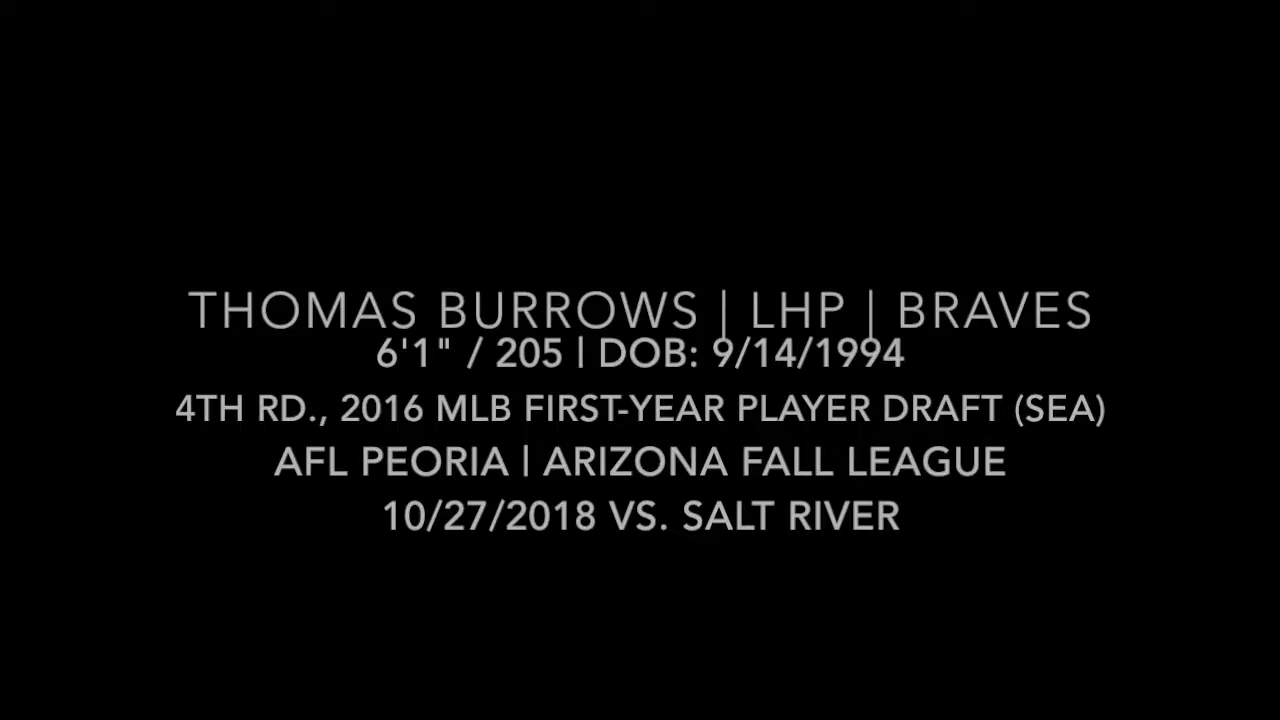 THOMAS BURROWS | LHP | BRAVES
6'1" / 205 | DOB: 9/14/1994
4TH RD., 2016 MLB FIRST-YEAR PLAYER DRAFT (SEA)
AFL PEORIA | ARIZONA FALL LEAGUE
10/27/2018 VS. SALT RIVER